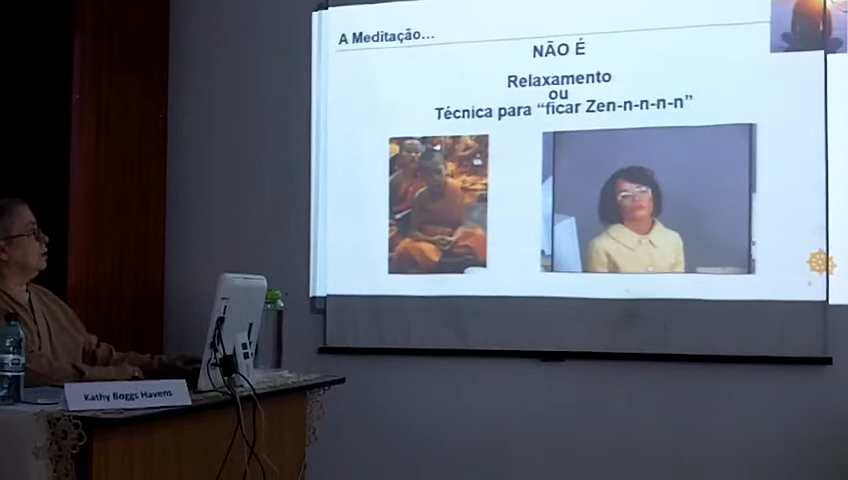 A Meditação...
NÃO É
Relaxamento
ou
Técnica para “ficar Zen-n-n-n-n”
Kathy Boggs Havens